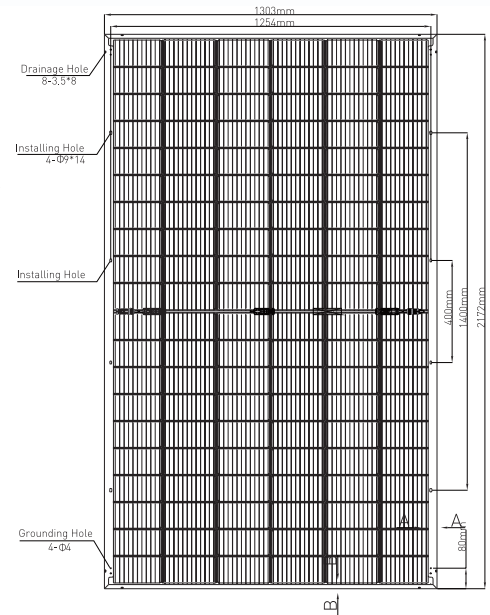 1303mm
1254mm
Drainage Hole
8-3.5*8
Installing Hole
4-Φ9*14
Installing Hole
400mm
1400mm
2172mm
Grounding Hole
4-Φ4
A
A
80mm
B
B